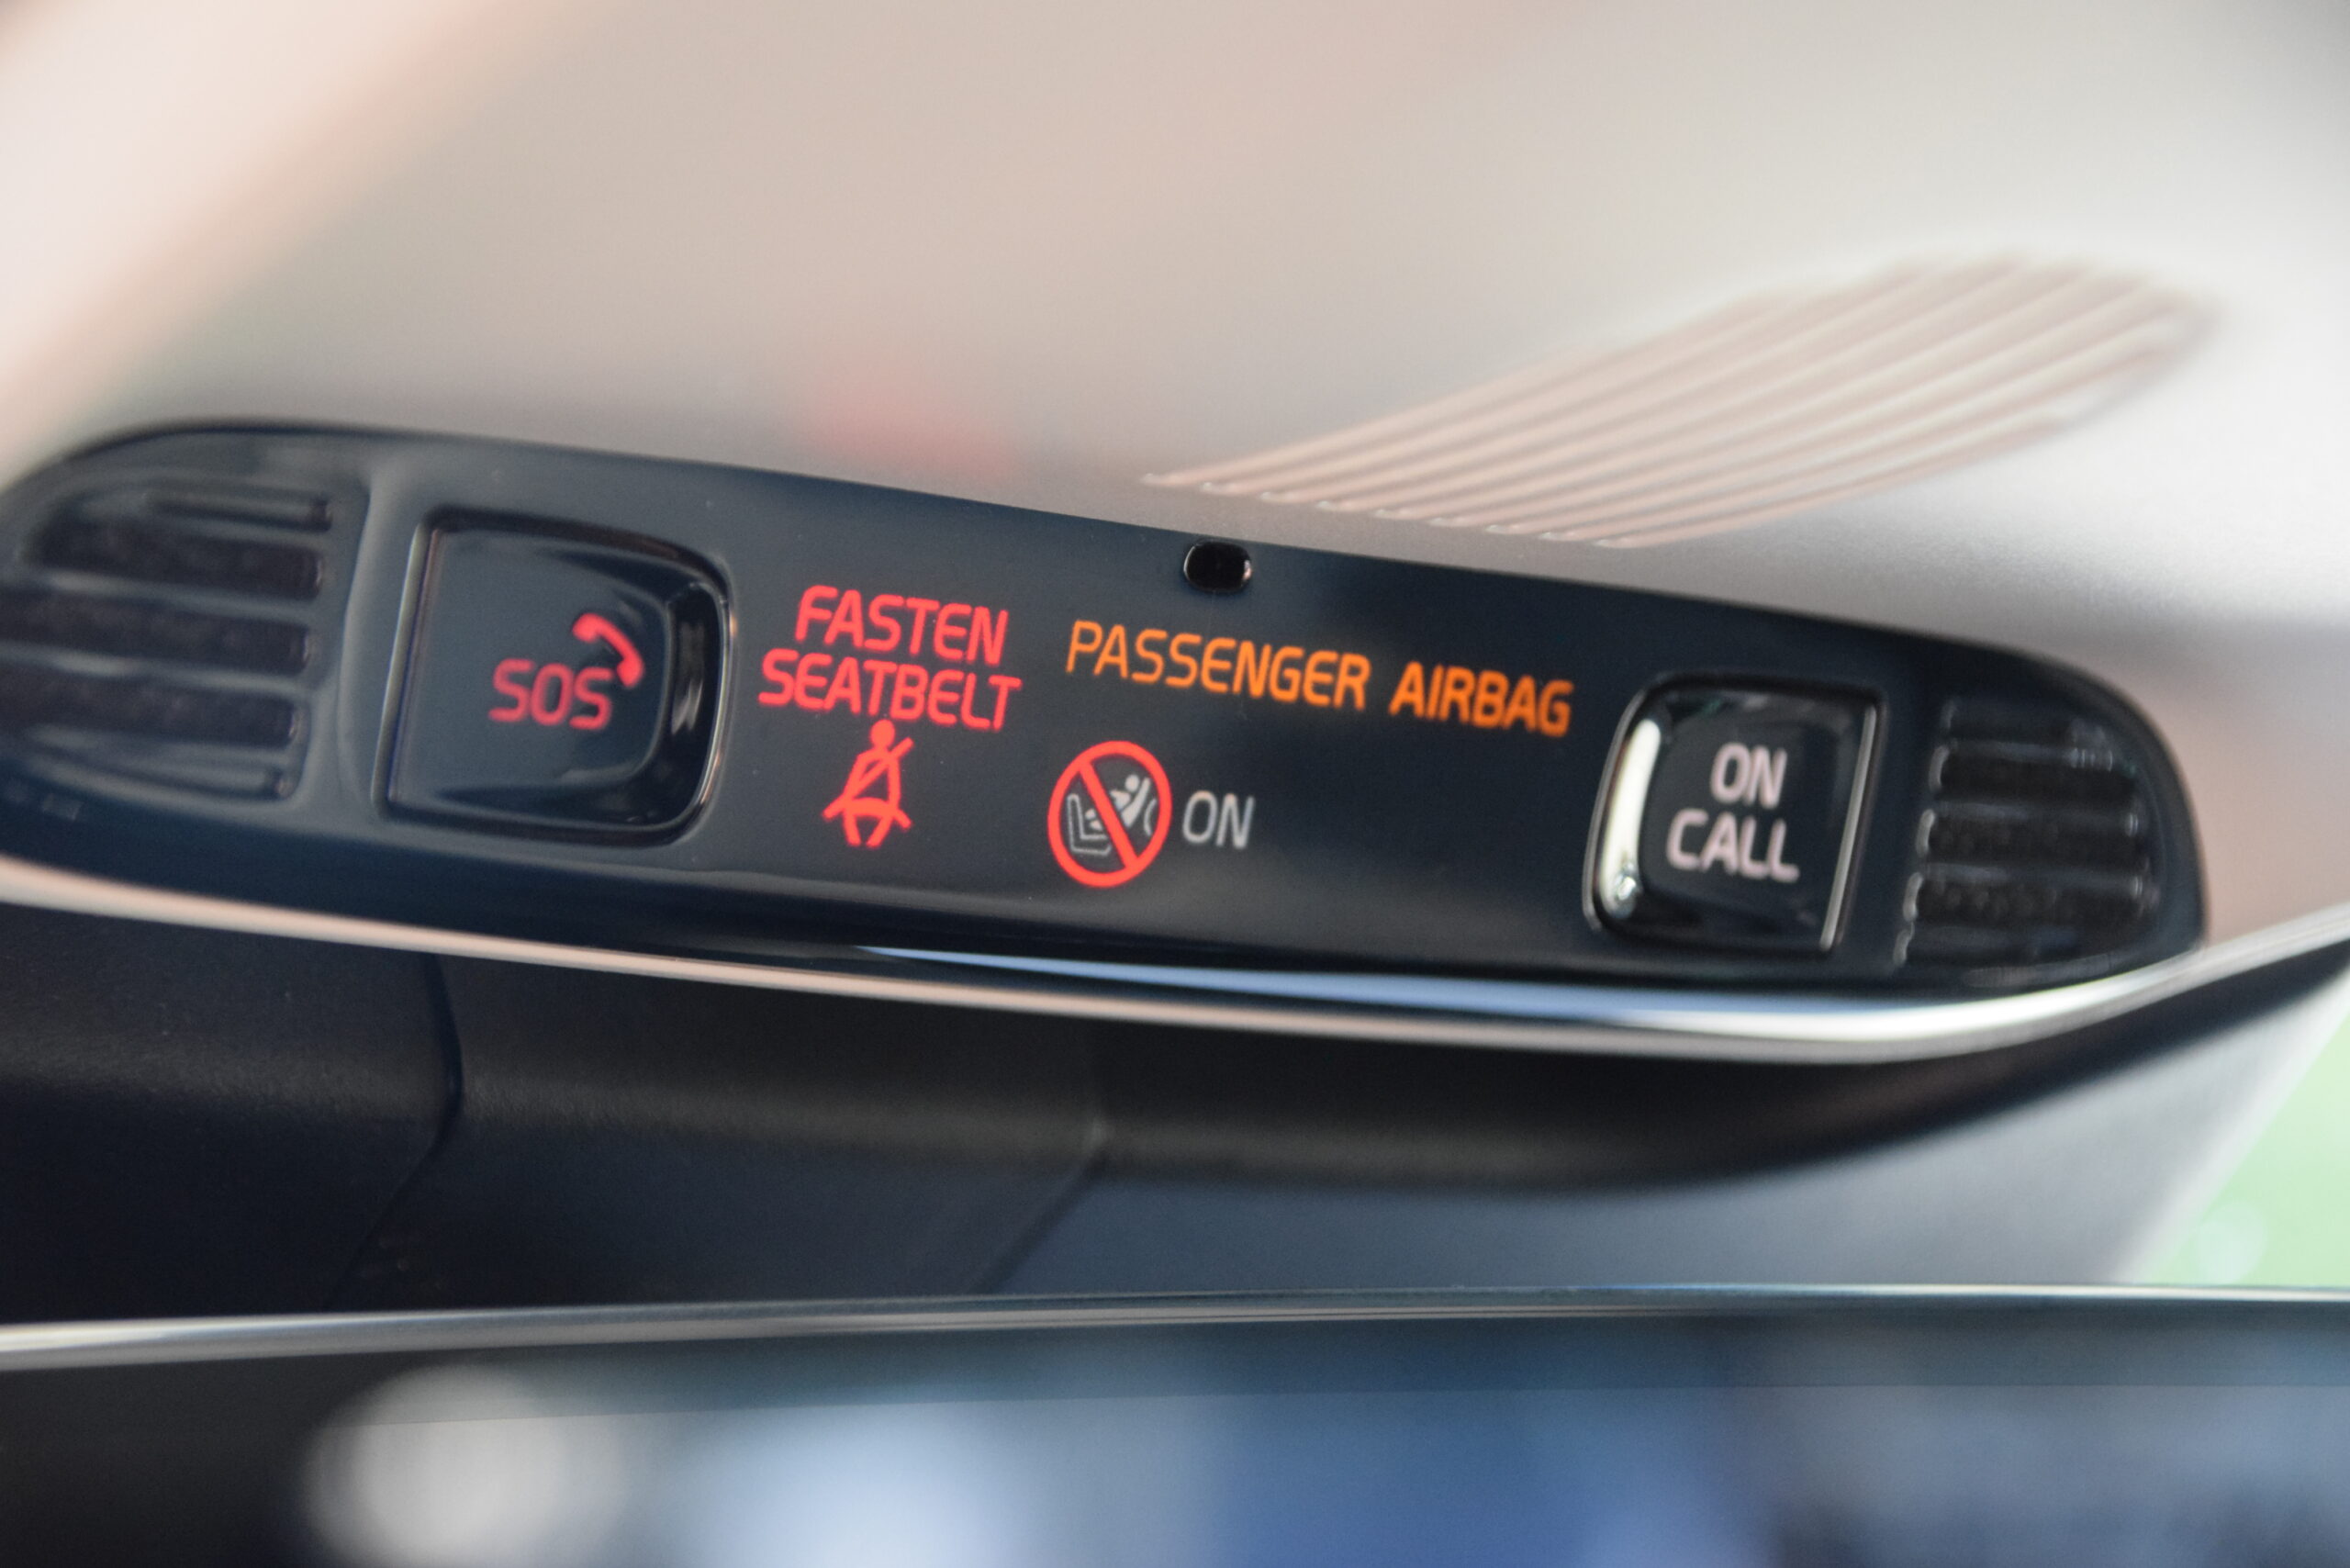 SOS
FASTEN
SEATBELT
PASSENGER AIRBAG
ON
ON
CALL